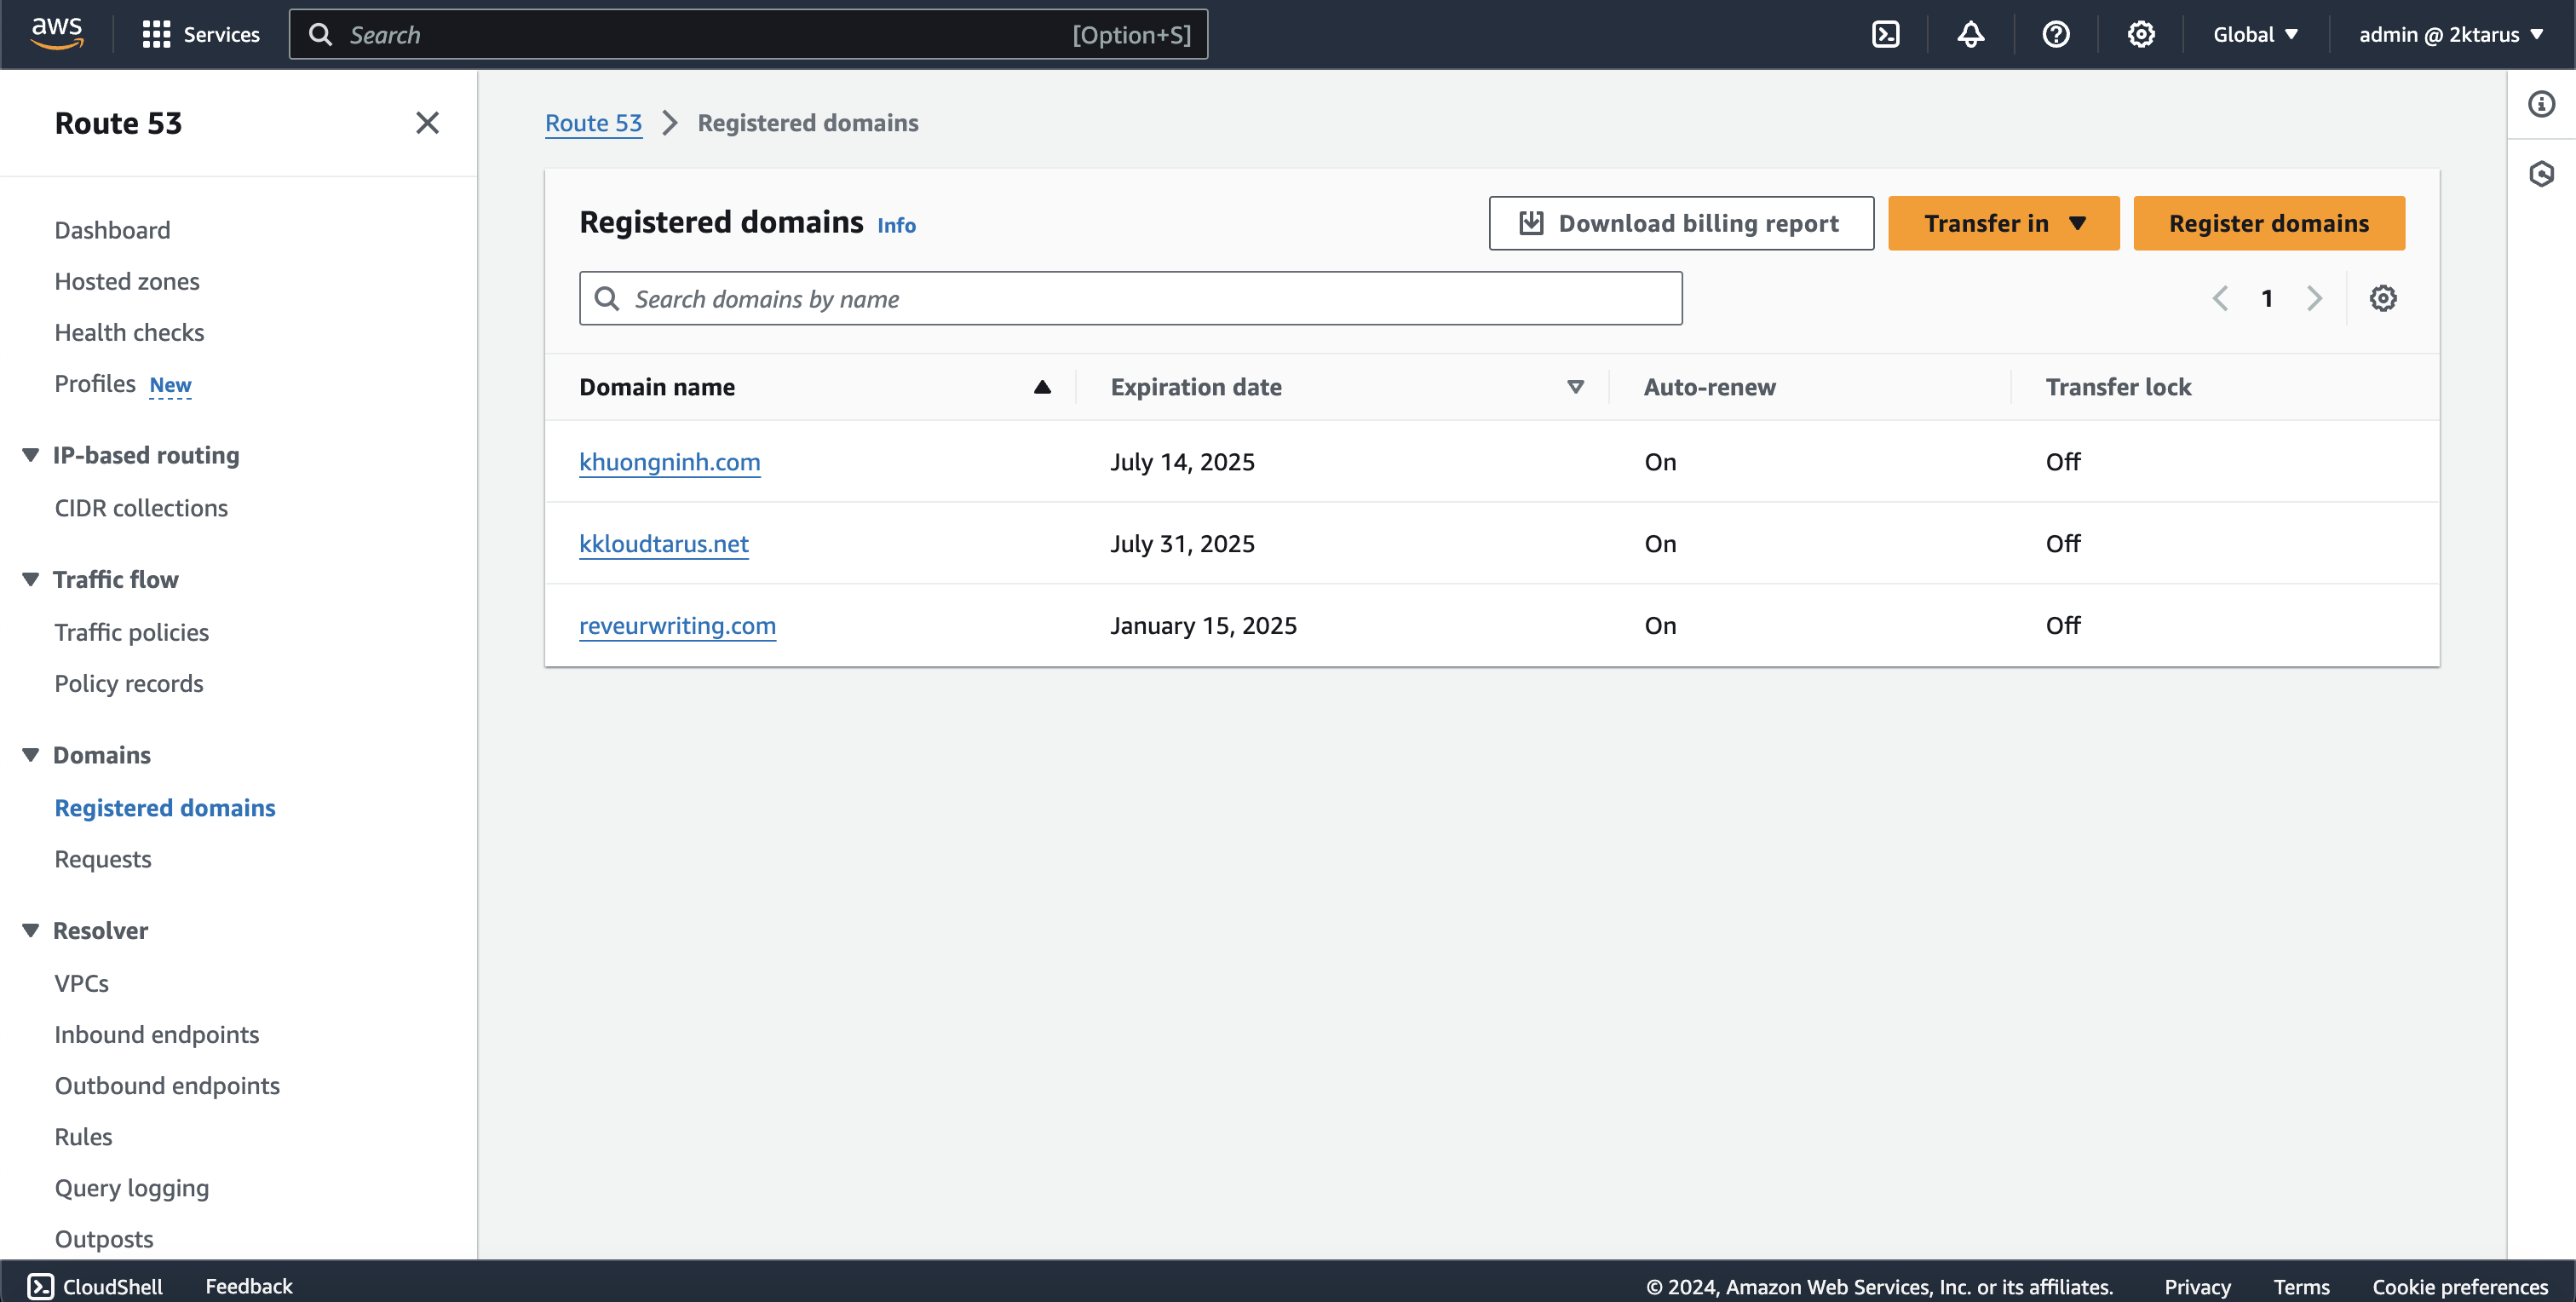 aws Services Search [Option+S] Global admin @ 2ktarus
Route 53
Dashboard
Hosted zones
Health checks
Profiles New
IP-based routing
CIDR collections
Traffic flow
Traffic policies
Policy records
Domains
Registered domains
Requests
Resolver
VPCs
Inbound endpoints
Outbound endpoints
Rules
Query logging
Outposts
Route 53 Registered domains
Registered domains Info Download billing report Transfer in Register domains
Search domains by name 1
Domain name Expiration date Auto-renew Transfer lock
khuongninh.com July 14, 2025 On Off
kkloudtarus.net July 31, 2025 On Off
reveurwriting.com January 15, 2025 On Off
CloudShell Feedback © 2024, Amazon Web Services, Inc. or its affiliates. Privacy Terms Cookie preferences